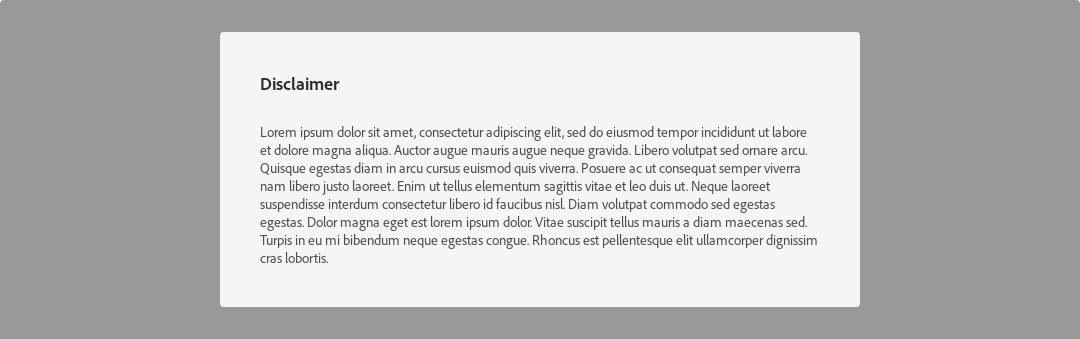 Disclaimer
Lorem ipsum dolor sit amet, consectetur adipiscing elit, sed do eiusmod tempor incididunt ut labore
et dolore magna aliqua. Auctor augue mauris augue neque gravida. Libero volutpat sed ornare arcu.
Quisque egestas diam in arcu cursus euismod quis viverra. Posuere ac ut consequat semper viverra
nam libero justo laoreet. Enim ut tellus elementum sagittis vitae et leo duis ut. Neque laoreet
suspendisse interdum consectetur libero id faucibus nisl. Diam volutpat commodo sed egestas
egestas. Dolor magna eget est lorem ipsum dolor. Vitae suscipit tellus mauris a diam maecenas sed.
Turpis in eu mi bibendum neque egestas congue. Rhoncus est pellentesque elit ullamcorper dignissim
cras lobortis.